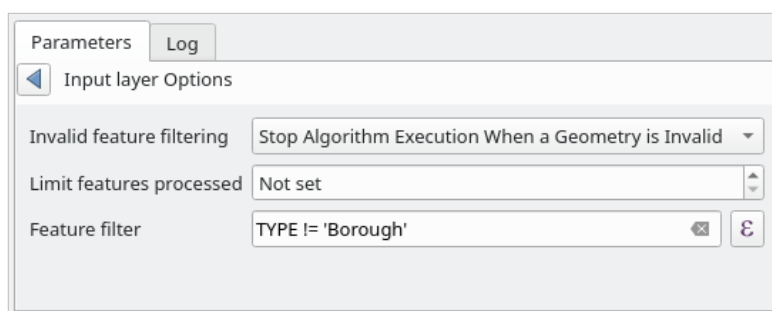 Parameters Log
Input layer Options
Invalid feature filtering Stop Algorithm Execution When a Geometry is Invalid
Limit features processed Not set
Feature filter TYPE != 'Borough' ε